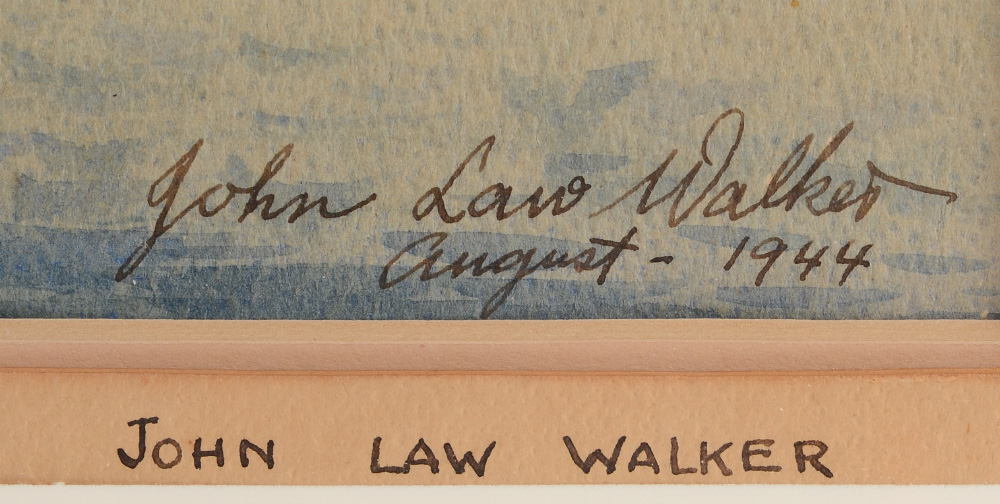 John Law Walker
August - 1944
JOHN LAW WALKER